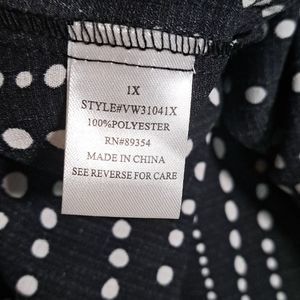 1X
STYLE#VW31041X
100%POLYESTER
RN#89354
MADE IN CHINA
SEE REVERSE FOR CARE